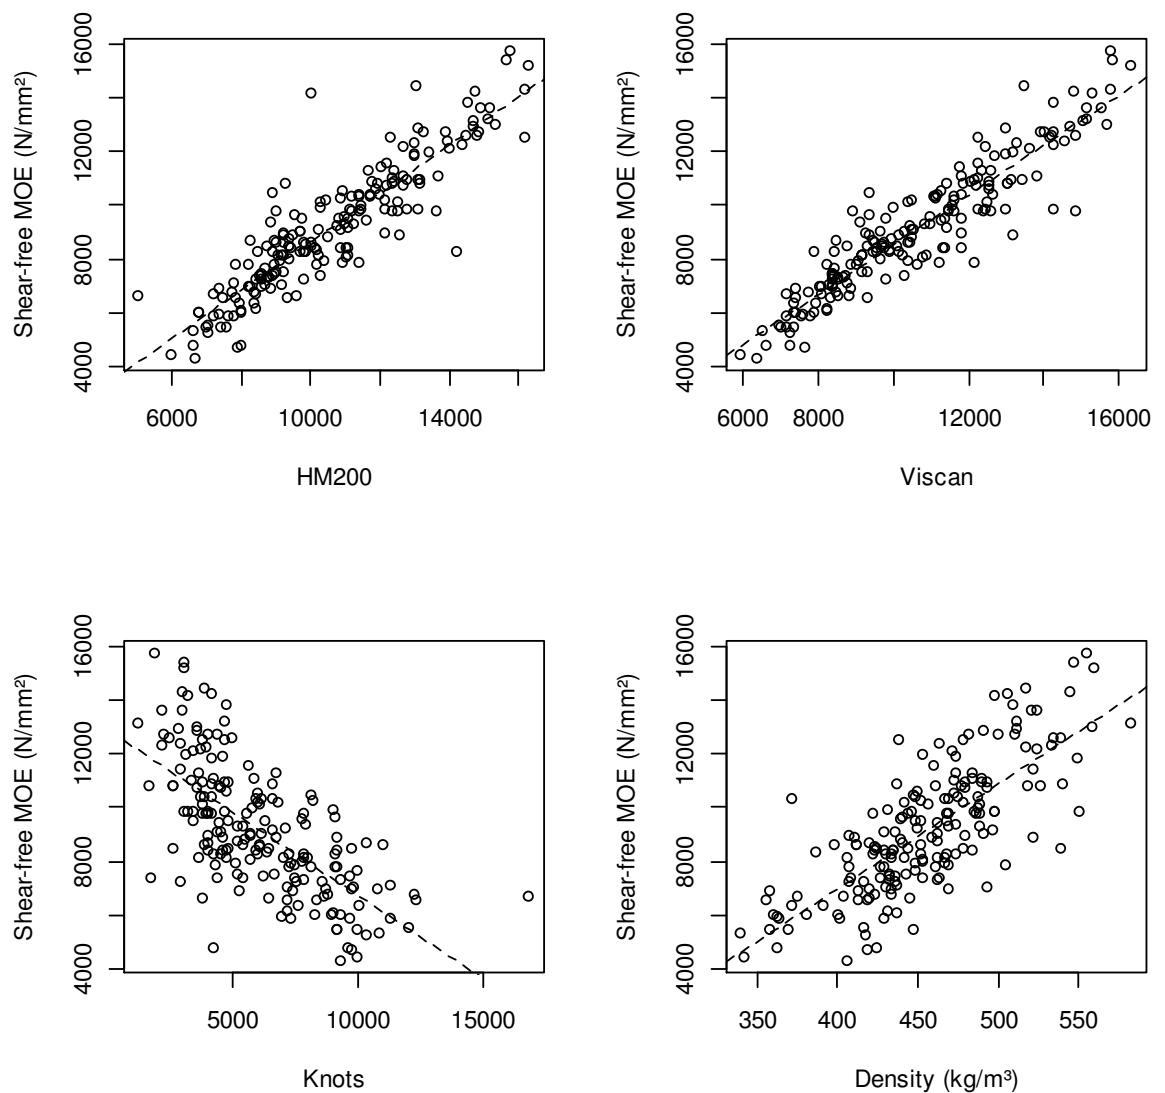 Shear-free MOE (N/mm²)
4000 8000 12000 16000
6000 10000 14000
HM200
Shear-free MOE (N/mm²)
4000 8000 12000 16000
6000 8000 12000 16000
Viscan
Shear-free MOE (N/mm²)
4000 8000 12000 16000
5000 10000 15000
Knots
Shear-free MOE (N/mm²)
4000 8000 12000 16000
350 400 450 500 550
Density (kg/m³)